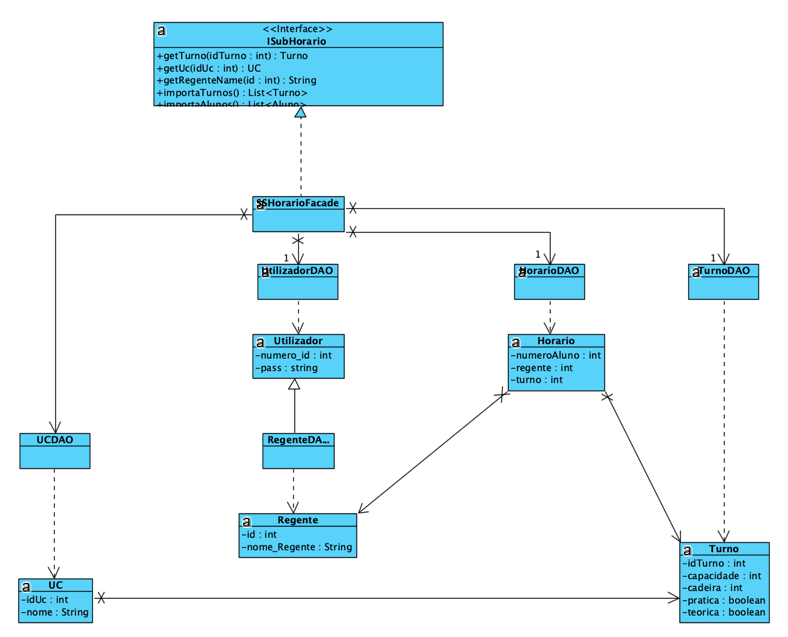 <<Interface>>
ISubHorario
+getTurno(idTurno : int) : Turno
+getUc(idUc : int) : UC
+getRegenteName(id : int) : String
+importaTurnos() : List<Turno>
+importaAlunos() : List<Aluno>
SSHorarioFacade
1
1
1
UtilizadorDAO
HorarioDAO
TurnoDAO
Utilizador
-numero_id : int
-pass : string
Horario
-numeroAluno : int
-regente : int
-turno : int
UCDAO
RegenteDA...
Regente
-id : int
-nome_Regente : String
Turno
-idTurno : int
-capacidade : int
-cadeira : int
-pratica : boolean
-teorica : boolean
UC
-idUc : int
-nome : String